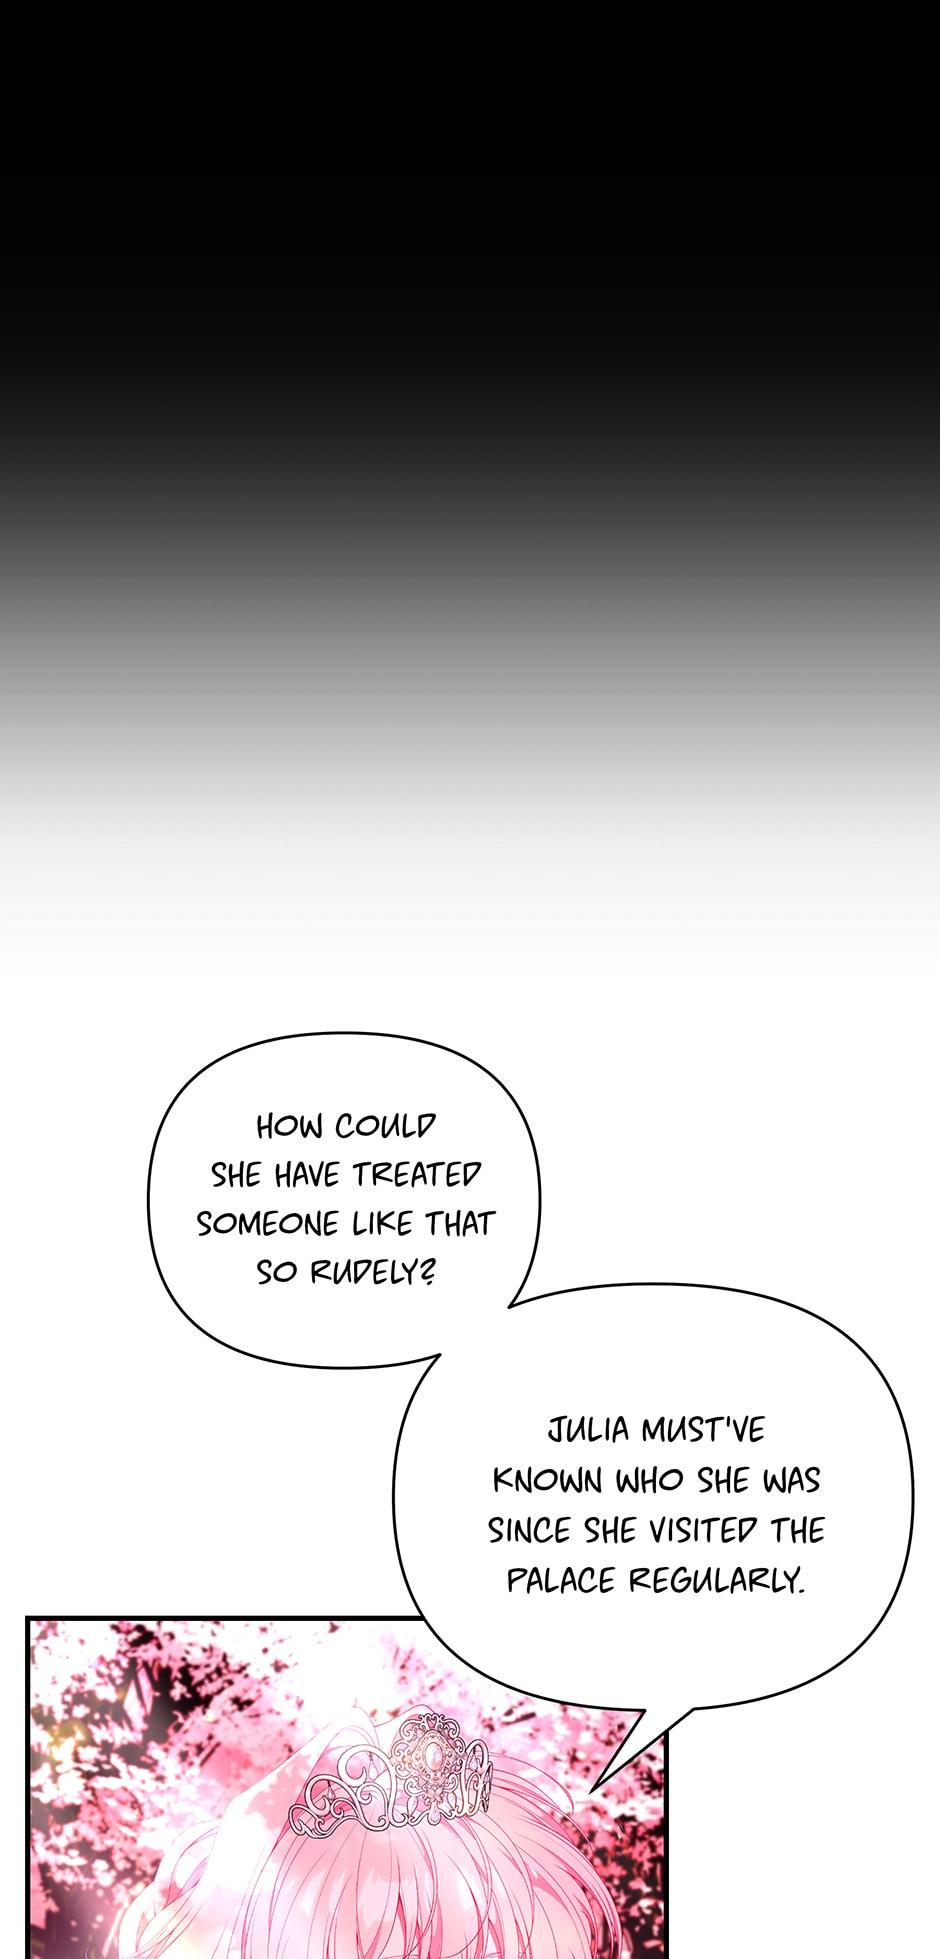 HOW COULD
SHE HAVE TREATED
SOMEONE LIKE THAT
SO RUDELY?
JULIA MUST'VE
KNOWN WHO SHE WAS
SINCE SHE VISITED THE
PALACE REGULARLY.